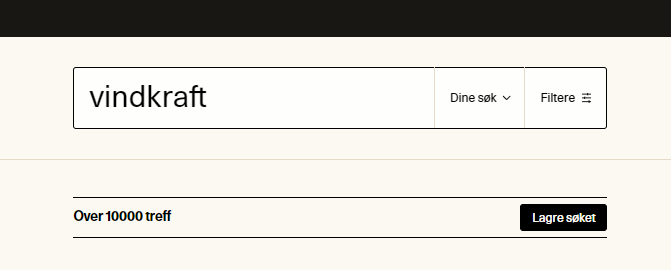 vindkraft
Dine søk
Filtere
Over 10000 treff
Lagre søket